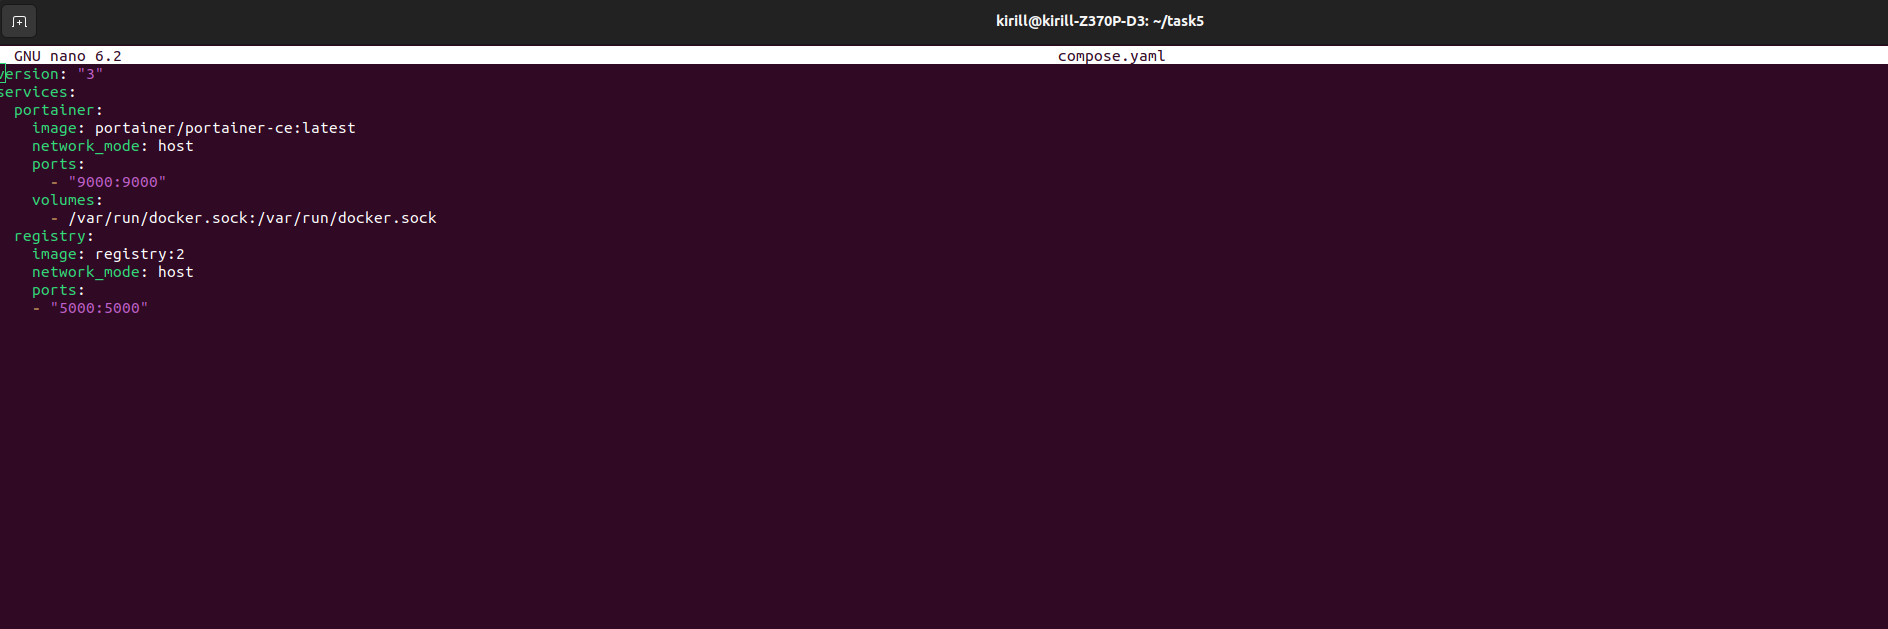 kirill@kirill-Z370P-D3: ~/task5
GNU nano 6.2 compose.yaml
version: "3"
services:
  portainer:
    image: portainer/portainer-ce:latest
    network_mode: host
    ports:
      - "9000:9000"
    volumes:
      - /var/run/docker.sock:/var/run/docker.sock
  registry:
    image: registry:2
    network_mode: host
    ports:
    - "5000:5000"